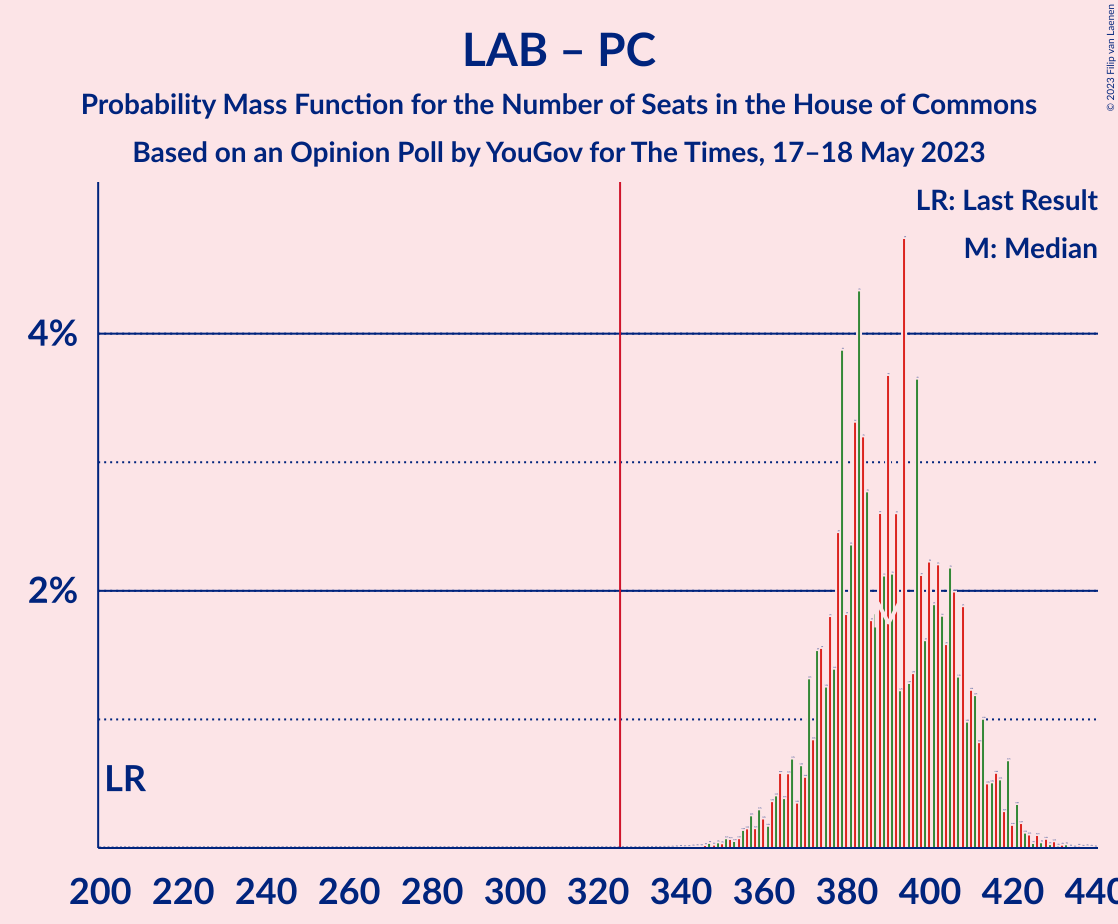 LAB – PC
Probability Mass Function for the Number of Seats in the House of Commons
Based on an Opinion Poll by YouGov for The Times, 17–18 May 2023
© 2023 Filip van Laenen
LR: Last Result
M: Median
4%
2%
LR
200 220 240 260 280 300 320 340 360 380 400 420 440